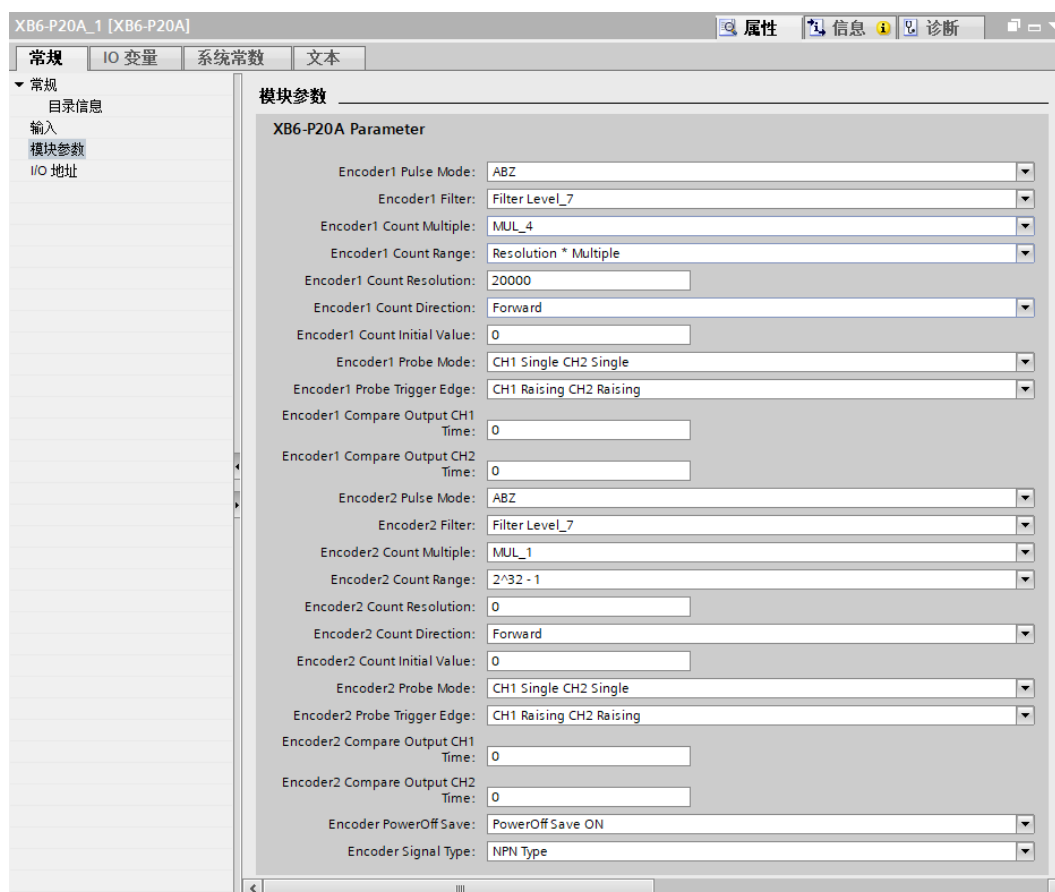 XB6-P20A_1 [XB6-P20A]
属性
信息
诊断
常规
IO 变量
系统常数
文本
常规
目录信息
输入
模块参数
I/O 地址
模块参数
XB6-P20A Parameter
Encoder1 Pulse Mode: ABZ
Encoder1 Filter: Filter Level_7
Encoder1 Count Multiple: MUL_4
Encoder1 Count Range: Resolution * Multiple
Encoder1 Count Resolution: 20000
Encoder1 Count Direction: Forward
Encoder1 Count Initial Value: 0
Encoder1 Probe Mode: CH1 Single CH2 Single
Encoder1 Probe Trigger Edge: CH1 Raising CH2 Raising
Encoder1 Compare Output CH1
Time: 0
Encoder1 Compare Output CH2
Time: 0
Encoder2 Pulse Mode: ABZ
Encoder2 Filter: Filter Level_7
Encoder2 Count Multiple: MUL_1
Encoder2 Count Range: 2^32 - 1
Encoder2 Count Resolution: 0
Encoder2 Count Direction: Forward
Encoder2 Count Initial Value: 0
Encoder2 Probe Mode: CH1 Single CH2 Single
Encoder2 Probe Trigger Edge: CH1 Raising CH2 Raising
Encoder2 Compare Output CH1
Time: 0
Encoder2 Compare Output CH2
Time: 0
Encoder PowerOff Save: PowerOff Save ON
Encoder Signal Type: NPN Type